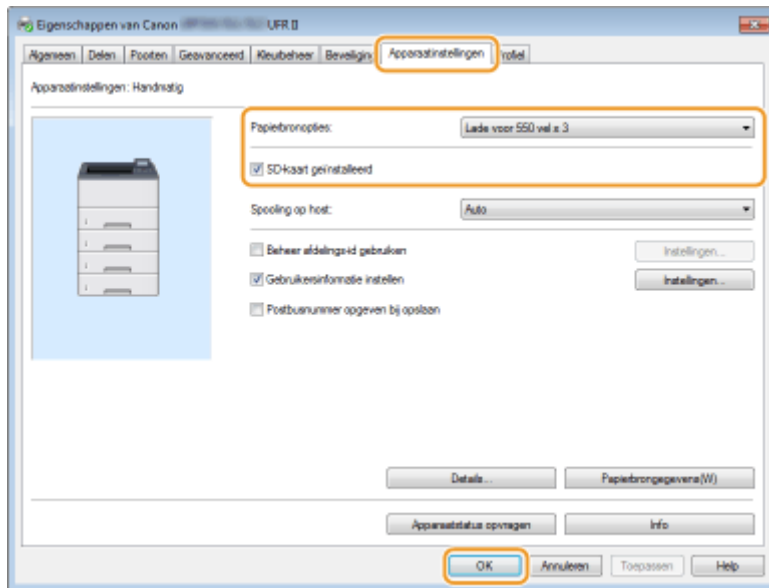 Eigenschappen van Canon UFR II
Algemeen Delen Poorten Geavanceerd Kleurbeheer Beveiliging Apparaatinstellingen Profiel
Apparaatinstellingen: Handmatig
Papierbronopties: Lade voor 550 vel x 3
SD-kaart geïnstalleerd
Spooling op host: Auto
Beheer afdelings-id gebruiken Instellingen...
Gebruikersinformatie instellen Instellingen...
Postbusnummer opgeven bij opslaan
Details... Papierbrongegevens(W)
Apparaatstatus opvragen Info
OK Annuleren Toepassen Help